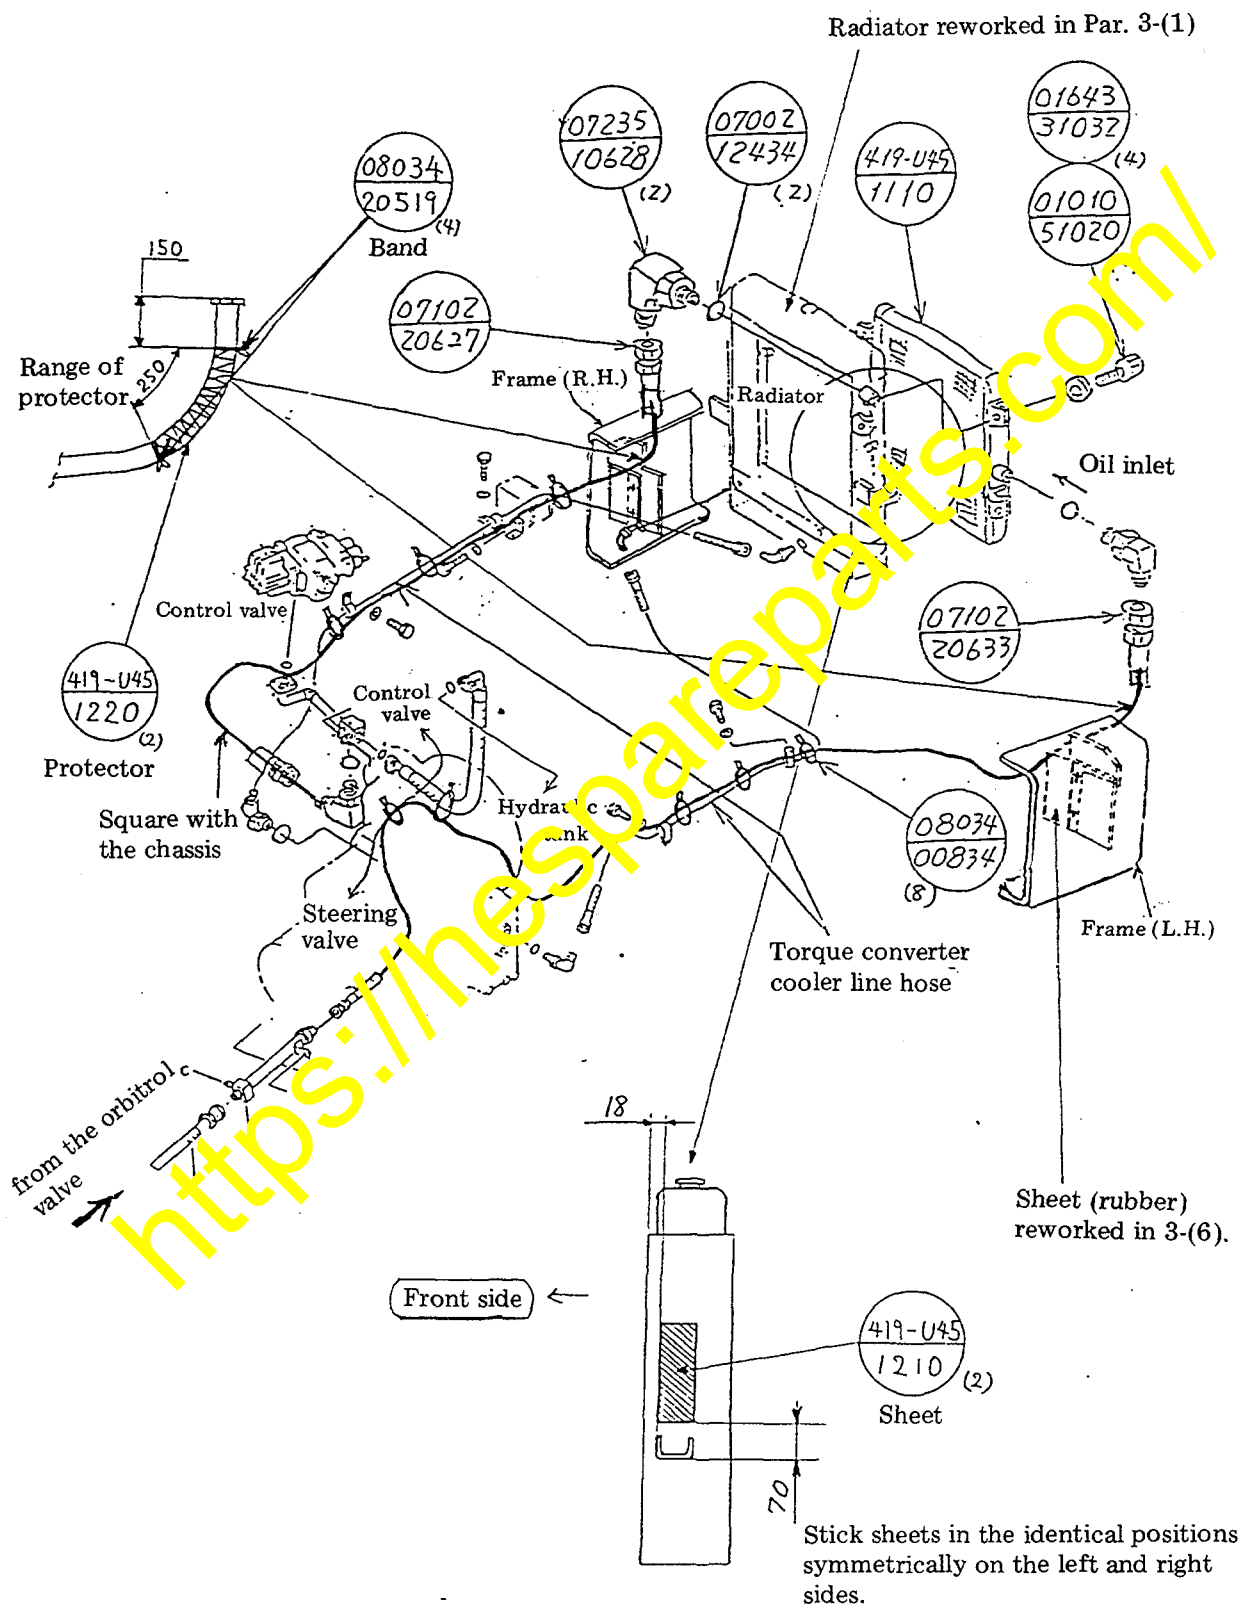 Radiator reworked in Par. 3-(1)
01643
31032
(4)
07235
10628
(2)
07002
12434
(2)
419-U45
1110
01010
51020
08034
20519
(4)
Band
150
07102
20627
Range of
protector
250
Frame (R.H.)
Radiator
Oil inlet
Control valve
07102
20633
419-U45
1220
(2)
Protector
Control
valve
Square with
the chassis
Hydraulic
tank
08034
00834
(8)
Steering
valve
Frame (L.H.)
Torque converter
cooler line hose
from the orbitrol
valve
c
18
Sheet (rubber)
reworked in 3-(6).
Front side
419-U45
1210
(2)
Sheet
70
Stick sheets in the identical positions
symmetrically on the left and right
sides.
https://hespareparts.com/